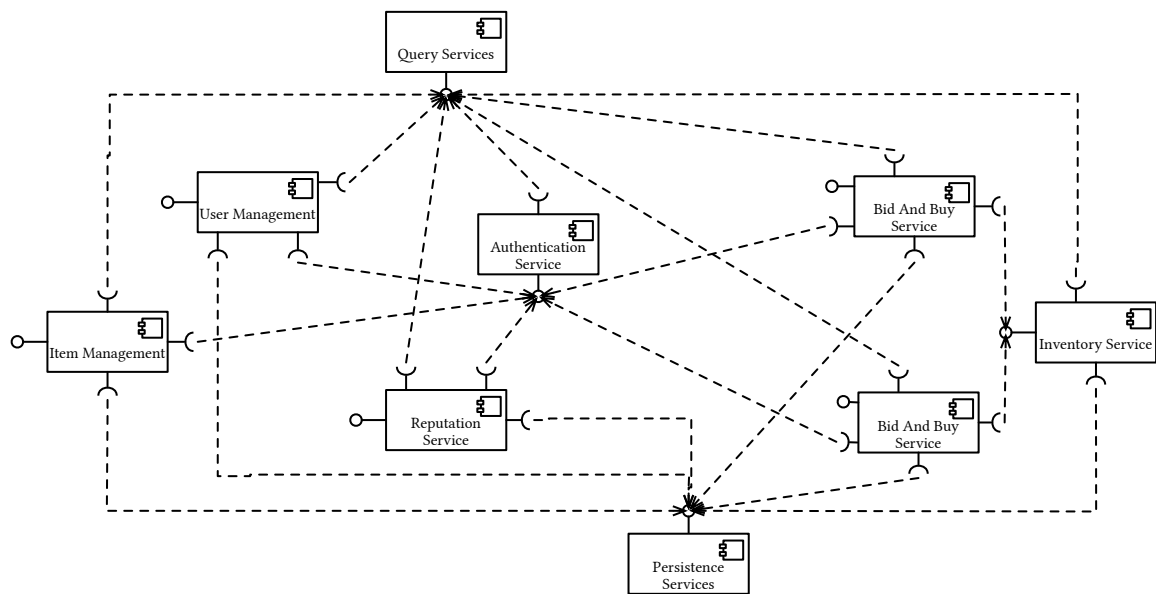 Query Services
User Management
Bid And Buy
Service
Authentication
Service
Item Management
Inventory Service
Reputation
Service
Bid And Buy
Service
Persistence
Services